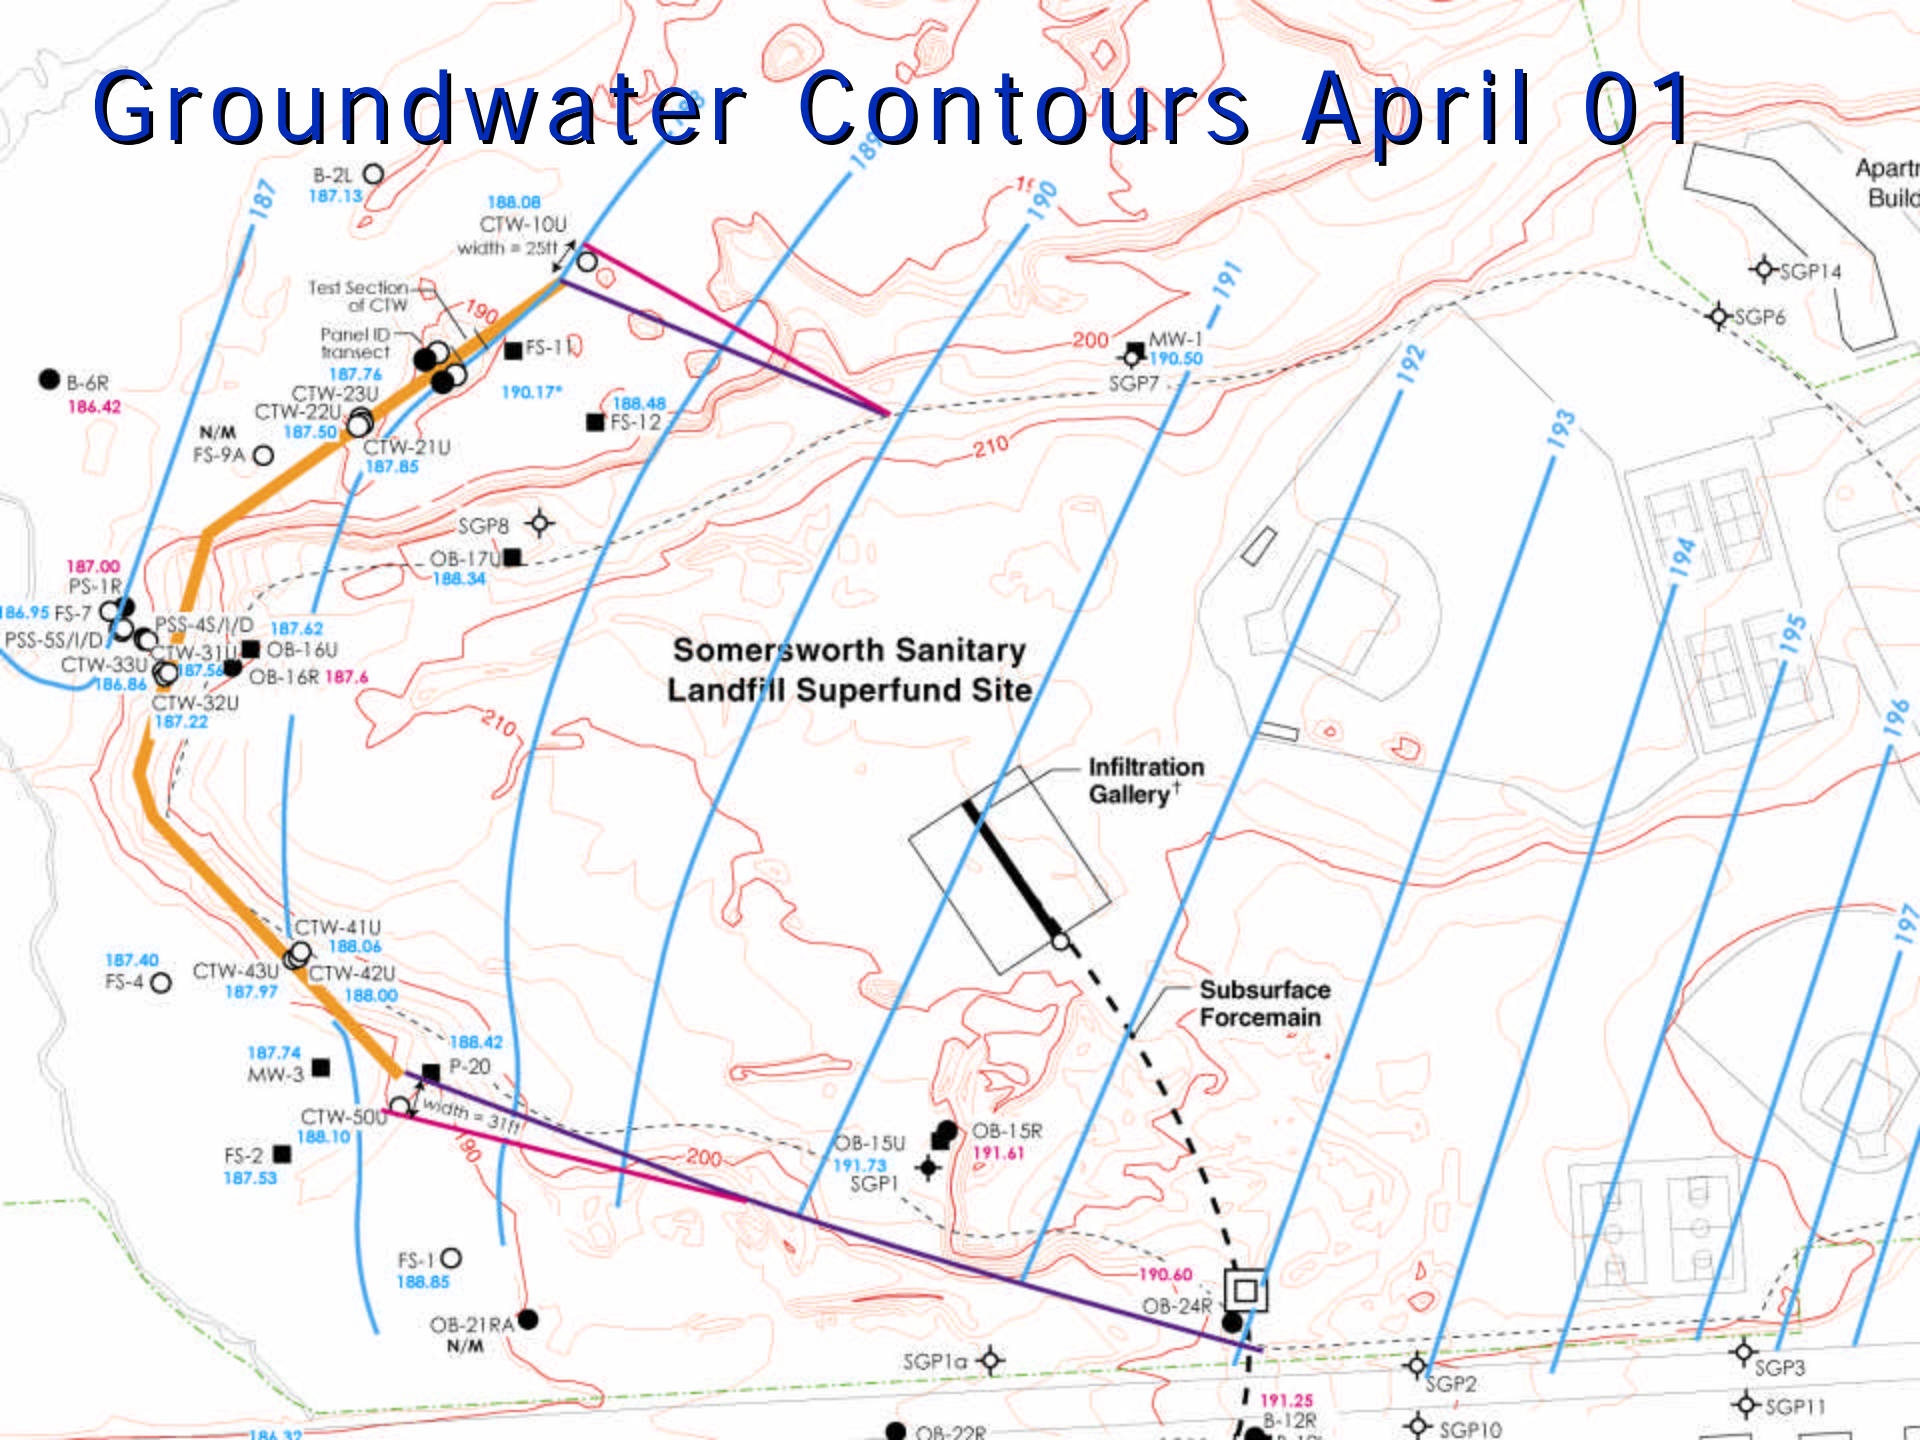 Groundwater Contours April 01
187
188
189
190
191
192
193
194
195
196
197
B-2L
187.13
188.08
CTW-10U
width = 25ft
Test Section
of CTW
190
Panel ID
transect
187.76
FS-11
190.17*
CTW-23U
CTW-22U
187.50
CTW-21U
187.85
188.48
FS-12
B-6R
186.42
N/M
FS-9A
200
MW-1
190.50
SGP7
210
Apartr
Build
SGP14
SGP6
SGP8
OB-17U
188.34
187.00
PS-1R
186.95 FS-7
PSS-5S/I/D
PSS-4S/I/D
187.62
OB-16U
CTW-31U
CTW-33U
187.56
OB-16R 187.6
186.86
CTW-32U
187.22
210
Somersworth Sanitary
Landfill Superfund Site
Infiltration
Gallery†
Subsurface
Forcemain
CTW-41U
188.06
187.40
FS-4
CTW-43U
CTW-42U
187.97
188.00
187.74
MW-3
188.42
P-20
CTW-50U
188.10
width = 31ft
FS-2
187.53
190
200
OB-15U
191.73
SGP1
OB-15R
191.61
FS-1
188.85
OB-21RA
N/M
190.60
OB-24R
SGP1a
SGP2
SGP3
SGP10
SGP11
191.25
B-12R
OB-22R
186.32